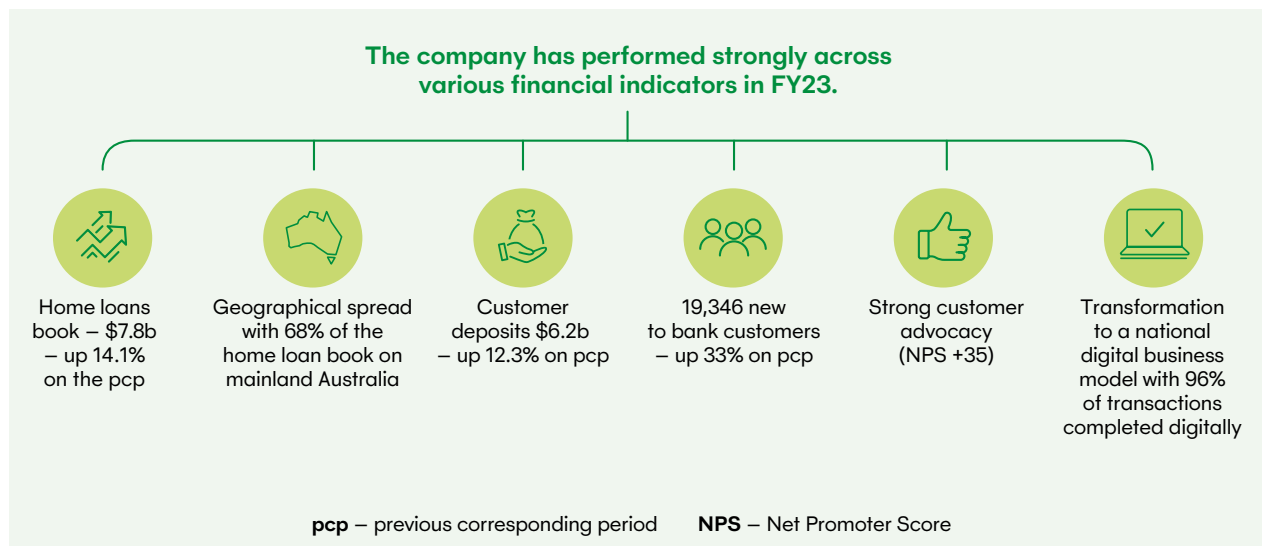 The company has performed strongly across
various financial indicators in FY23.
Home loans
book – $7.8b
– up 14.1%
on the pcp
Geographical spread
with 68% of the
home loan book on
mainland Australia
Customer
deposits $6.2b
– up 12.3% on pcp
19,346 new
to bank customers
– up 33% on pcp
Strong customer
advocacy
(NPS +35)
Transformation
to a national
digital business
model with 96%
of transactions
completed digitally
pcp – previous corresponding period NPS – Net Promoter Score